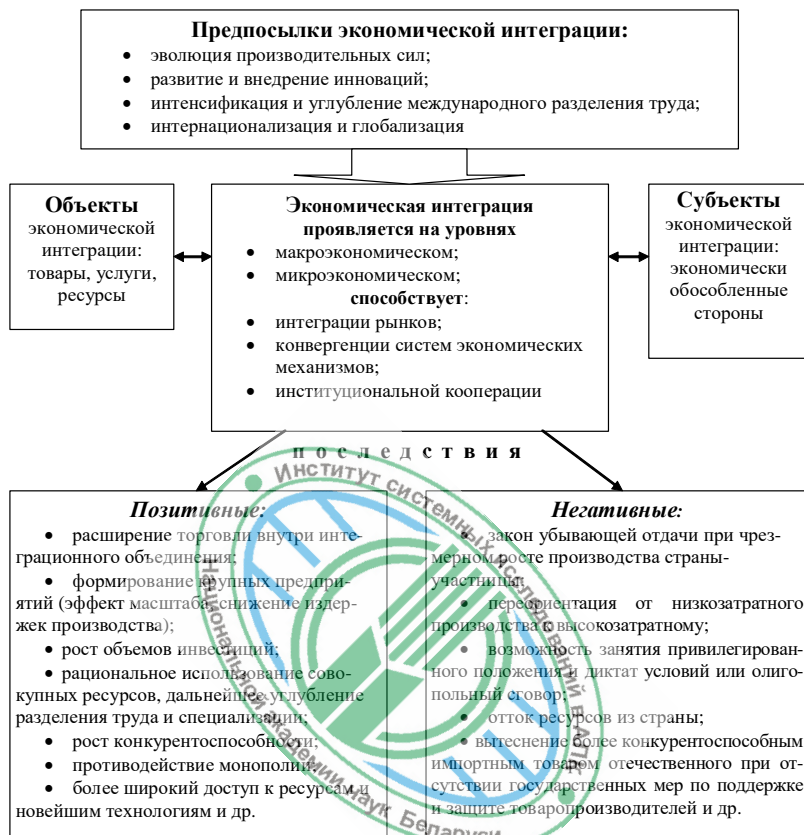 Предпосылки экономической интеграции:
• эволюция производительных сил;
• развитие и внедрение инноваций;
• интенсификация и углубление международного разделения труда;
• интернационализация и глобализация
Объекты
экономической
интеграции:
товары, услуги,
ресурсы
Экономическая интеграция
проявляется на уровнях
• макроэкономическом;
• микроэкономическом;
способствует:
• интеграции рынков;
• конвергенции систем экономических
механизмов;
• институциональной кооперации
Субъекты
экономической
интеграции:
экономически
обособленные
стороны
последствия
Позитивные:
• расширение торговли внутри инте-
грационного объединения;
• формирование крупных предпри-
ятий (эффект масштаба, снижение издер-
жек производства);
• рост объемов инвестиций;
• рациональное использование сово-
купных ресурсов, дальнейшее углубление
разделения труда и специализации;
• рост конкурентоспособности;
• противодействие монополии;
• более широкий доступ к ресурсам и
новейшим технологиям и др.
Негативные:
• закон убывающей отдачи при чрез-
мерном росте производства страны-
участницы;
• переориентация от низкозатратного
производства к высокозатратному;
• возможность занятия привилегирован-
ного положения и диктат условий или олиго-
польный сговор;
• отток ресурсов из страны;
• вытеснение более конкурентоспособным
импортным товаром отечественного при от-
сутствии государственных мер по поддержке
и защите товаропроизводителей и др.
Институт системных исследований в АПК
Национальной академии наук Беларуси